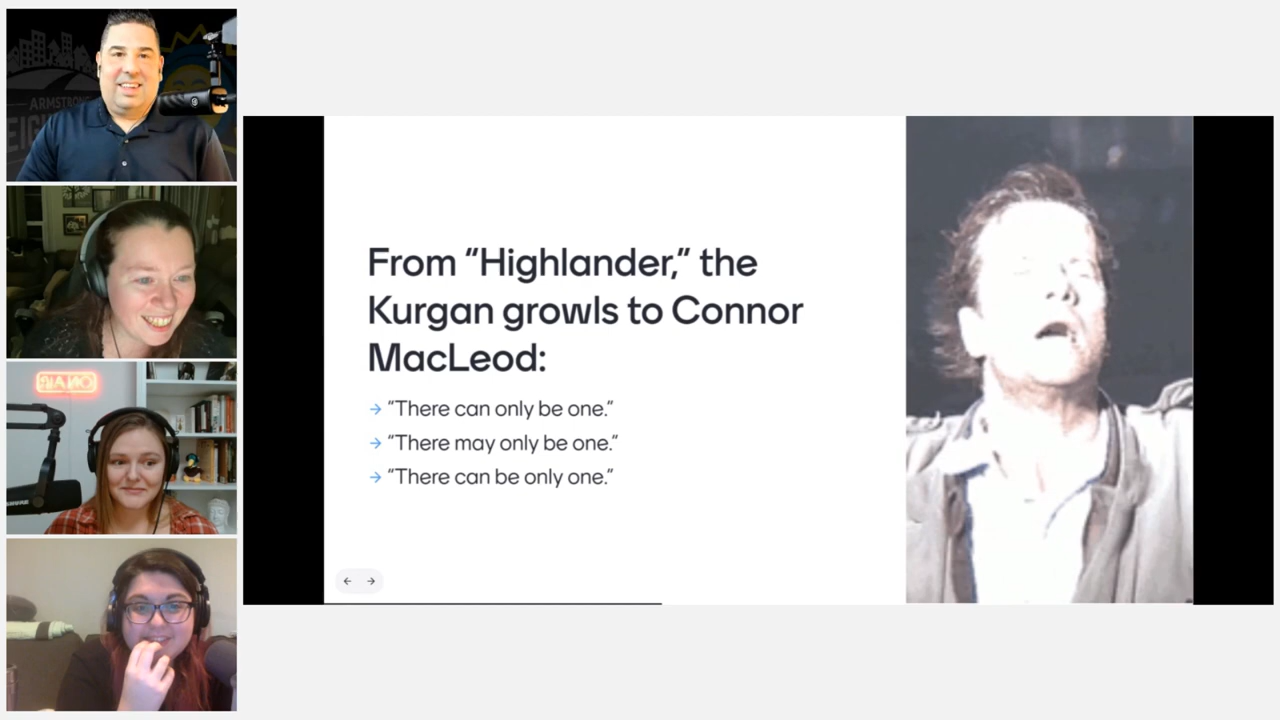 ARMSTRONG
From “Highlander,” the
Kurgan growls to Connor
MacLeod:
→ “There can only be one.”
→ “There may only be one.”
→ “There can be only one.”
ON AIR
SHURE